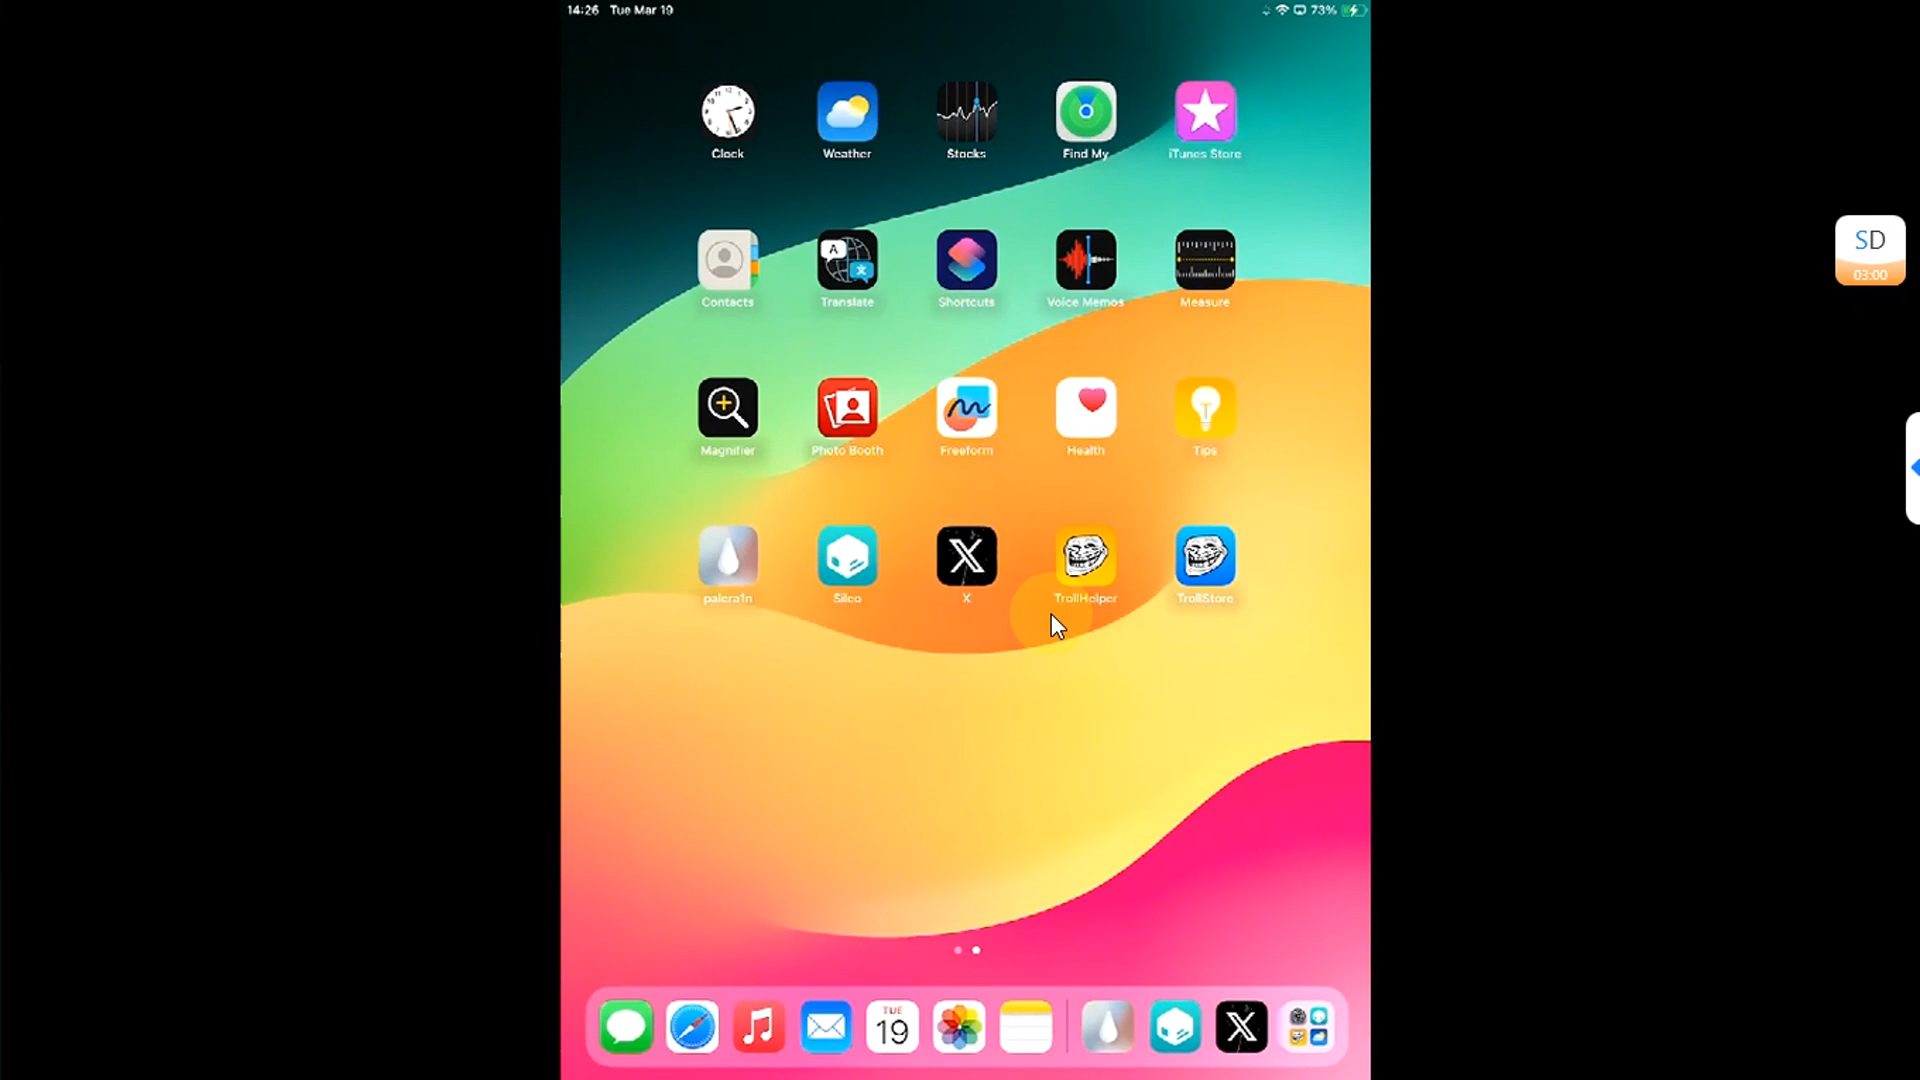 14:26 Tue Mar 19
73%
Clock
Weather
Stocks
Find My
iTunes Store
SD
03:00
Contacts
Translate
Shortcuts
Voice Memos
Measure
Magnifier
Photo Booth
Freeform
Health
Tips
palera1n
Sileo
X
TrollHelper
TrollStore
TUE
19